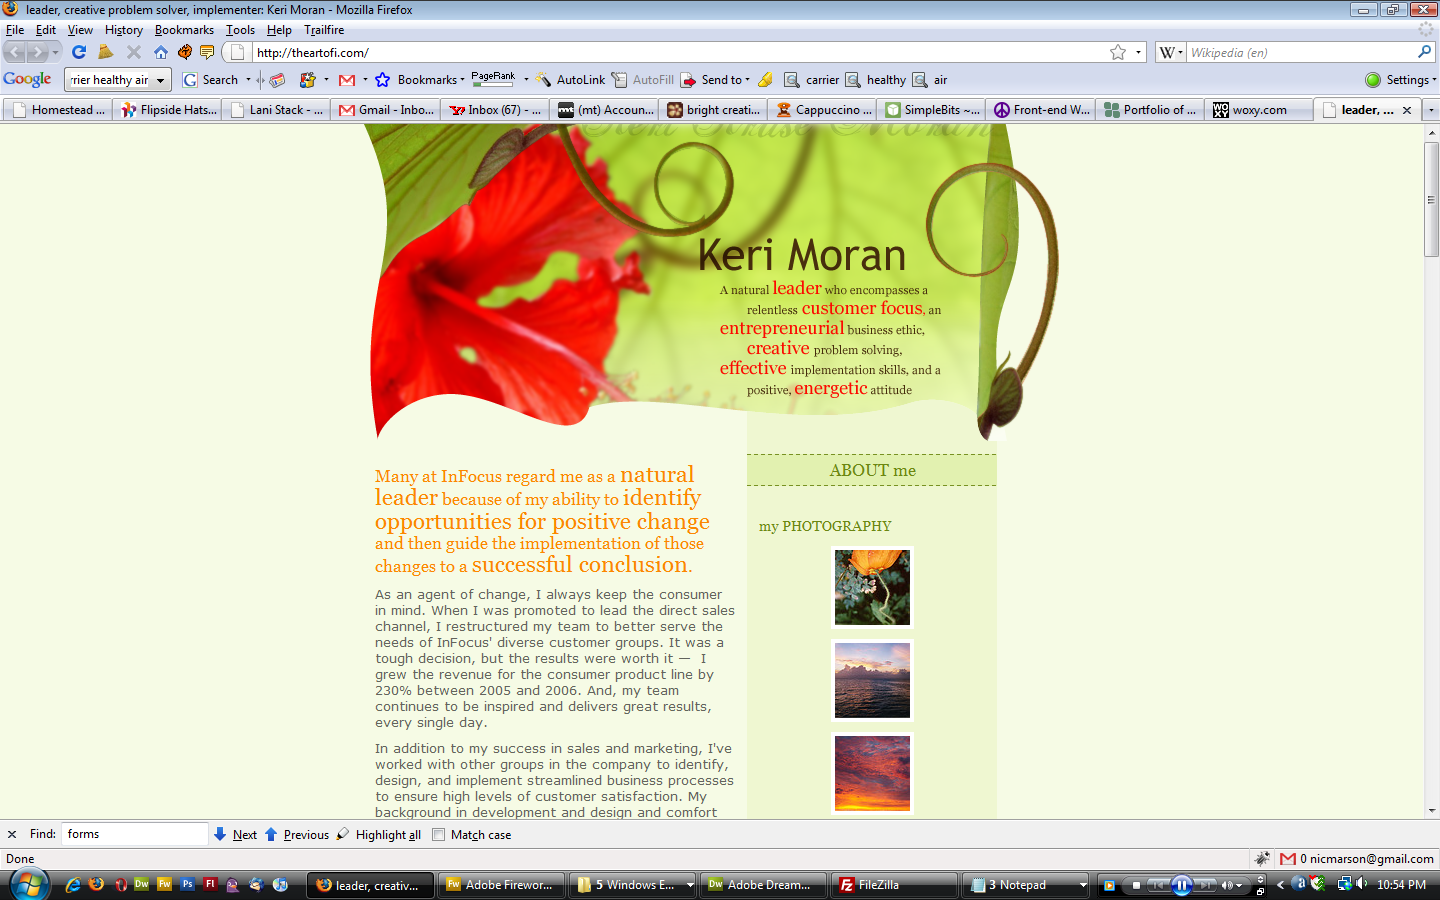 leader, creative problem solver, implementer: Keri Moran - Mozilla Firefox
File Edit View History Bookmarks Tools Help Trailfire
http://theartofi.com/
W Wikipedia (en)
Google rrier healthy air Search Bookmarks PageRank AutoLink AutoFill Send to carrier healthy air Settings
Homestead ... Flipside Hats... Lani Stack - ... Gmail - Inbo... Inbox (67) - ... (mt) Accoun... bright creati... Cappuccino ... SimpleBits ~... Front-end W... Portfolio of ... woxy.com leader, ...
Keri Moran
A natural leader who encompasses a
relentless customer focus, an
entrepreneurial business ethic,
creative problem solving,
effective implementation skills, and a
positive, energetic attitude
Many at InFocus regard me as a natural
leader because of my ability to identify
opportunities for positive change
and then guide the implementation of those
changes to a successful conclusion.
As an agent of change, I always keep the consumer
in mind. When I was promoted to lead the direct sales
channel, I restructured my team to better serve the
needs of InFocus' diverse customer groups. It was a
tough decision, but the results were worth it — I
grew the revenue for the consumer product line by
230% between 2005 and 2006. And, my team
continues to be inspired and delivers great results,
every single day.
In addition to my success in sales and marketing, I've
worked with other groups in the company to identify,
design, and implement streamlined business processes
to ensure high levels of customer satisfaction. My
background in development and design and comfort
ABOUT me
my PHOTOGRAPHY
Find: forms Next Previous Highlight all Match case
Done
0 nicmarson@gmail.com
leader, creativ... Adobe Firewor... 5 Windows E... Adobe Dream... FileZilla 3 Notepad 10:54 PM